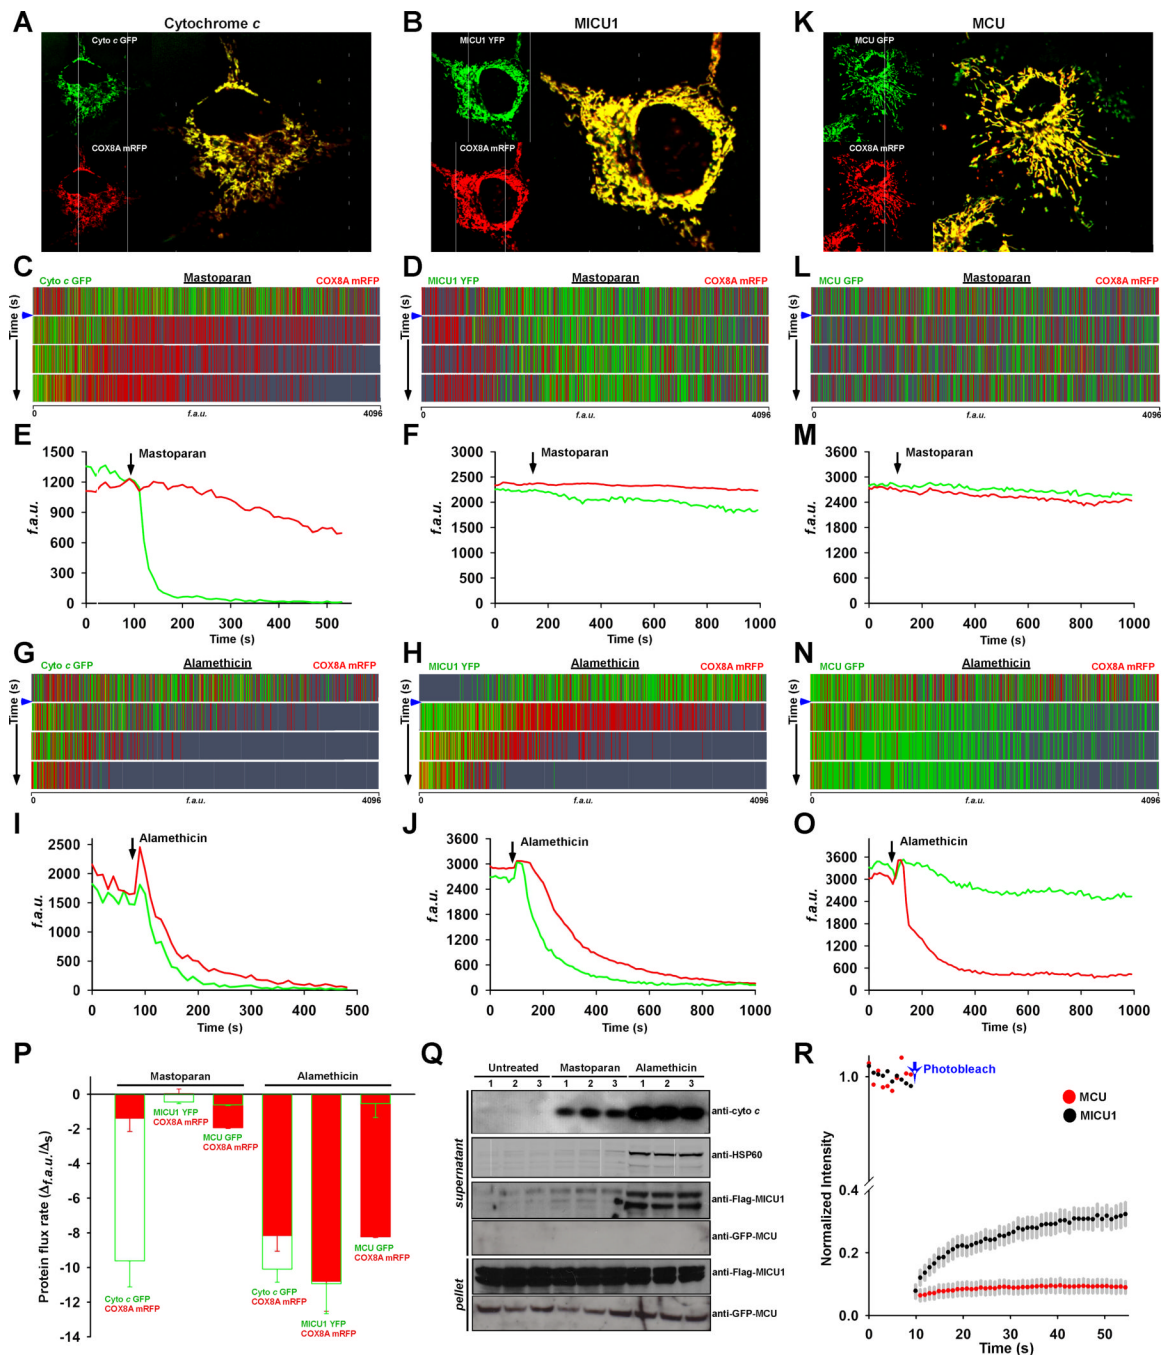 A Cytochrome c
Cyto c GFP
COX8A mRFP
B MICU1
MICU1 YFP
COX8A mRFP
K MCU
MCU GFP
COX8A mRFP
C Cyto c GFP Mastoparan COX8A mRFP
Time (s)
0 f.a.u. 4096
D MICU1 YFP Mastoparan COX8A mRFP
Time (s)
0 f.a.u. 4096
L MCU GFP Mastoparan COX8A mRFP
Time (s)
0 f.a.u. 4096
E
Mastoparan
f.a.u.
1500
1200
900
600
300
0
0 100 200 300 400 500
Time (s)
F
Mastoparan
f.a.u.
3000
2500
2000
1500
1000
500
0
0 200 400 600 800 1000
Time (s)
M
Mastoparan
f.a.u.
3600
3000
2400
1800
1200
600
0
0 200 400 600 800 1000
Time (s)
G Cyto c GFP Alamethicin COX8A mRFP
Time (s)
0 f.a.u. 4096
H MICU1 YFP Alamethicin COX8A mRFP
Time (s)
0 f.a.u. 4096
N MCU GFP Alamethicin COX8A mRFP
Time (s)
0 f.a.u. 4096
I
Alamethicin
f.a.u.
2500
2000
1500
1000
500
0
0 100 200 300 400 500
Time (s)
J
Alamethicin
f.a.u.
3600
3000
2400
1800
1200
600
0
0 200 400 600 800 1000
Time (s)
O
Alamethicin
f.a.u.
3600
3000
2400
1800
1200
600
0
0 200 400 600 800 1000
Time (s)
P
Mastoparan Alamethicin
Protein flux rate (Δf.a.u./Δs)
0
-2
-4
-6
-8
-10
-12
-14
MICU1 YFP
COX8A mRFP
MCU GFP
COX8A mRFP
Cyto c GFP
COX8A mRFP
Cyto c GFP
COX8A mRFP
MICU1 YFP
COX8A mRFP
MCU GFP
COX8A mRFP
Q
Untreated Mastoparan Alamethicin
1 2 3 1 2 3 1 2 3
supernatant
anti-cyto c
anti-HSP60
anti-Flag-MICU1
anti-GFP-MCU
pellet
anti-Flag-MICU1
anti-GFP-MCU
R
Photobleach
MCU
MICU1
Normalized Intensity
1.0
0.4
0.2
0.0
0 10 20 30 40 50
Time (s)